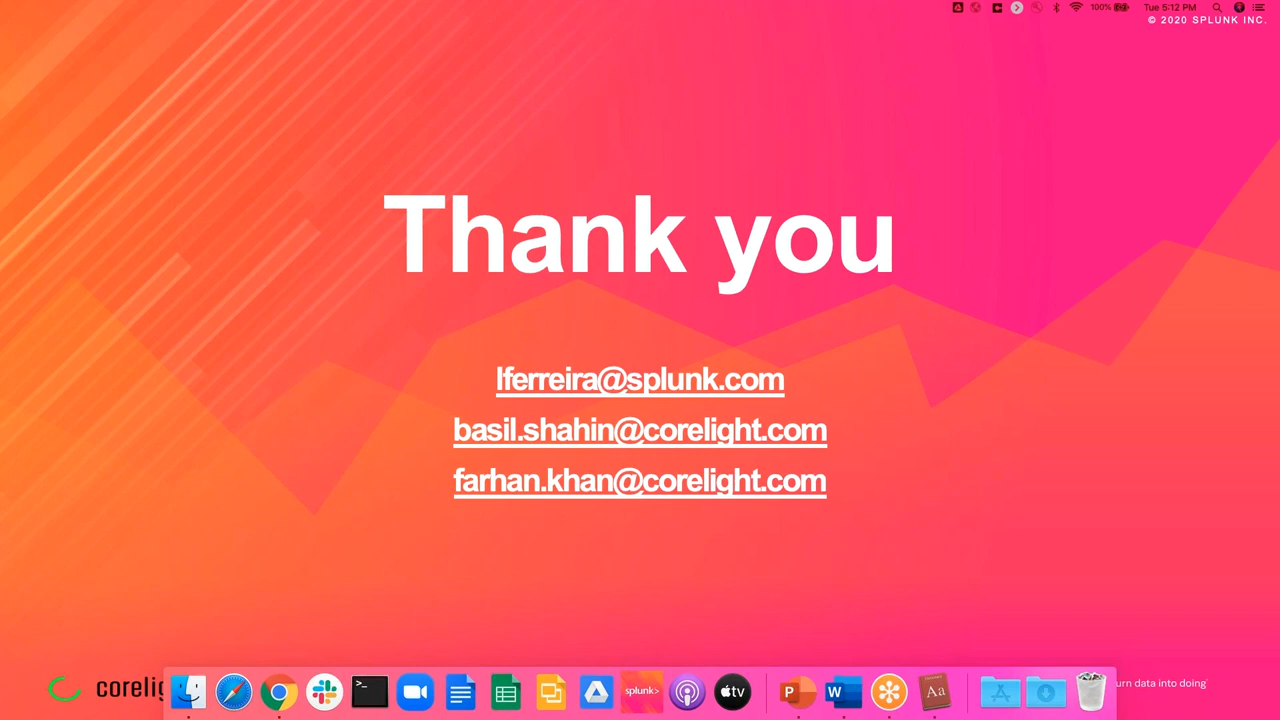 100% Tue 5:12 PM
© 2020 SPLUNK INC.
Thank you
lferreira@splunk.com
basil.shahin@corelight.com
farhan.khan@corelight.com
corelig
splunk>
tv
P
W
Aa
urn data into doing